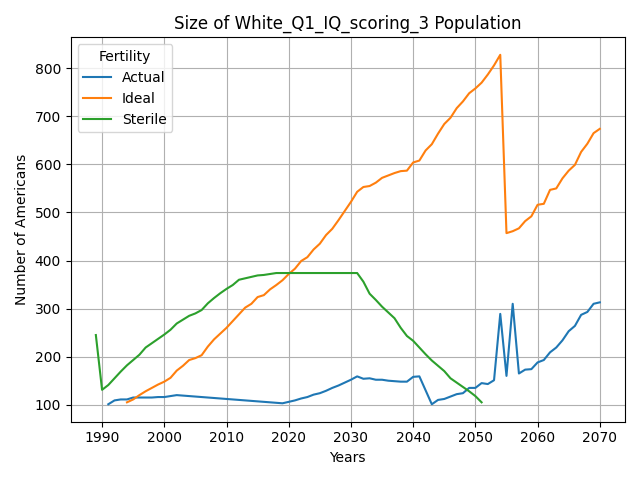 Size of White_Q1_IQ_scoring_3 Population
Fertility
Actual
Ideal
Sterile
Number of Americans
800
700
600
500
400
300
200
100
1990 2000 2010 2020 2030 2040 2050 2060 2070
Years